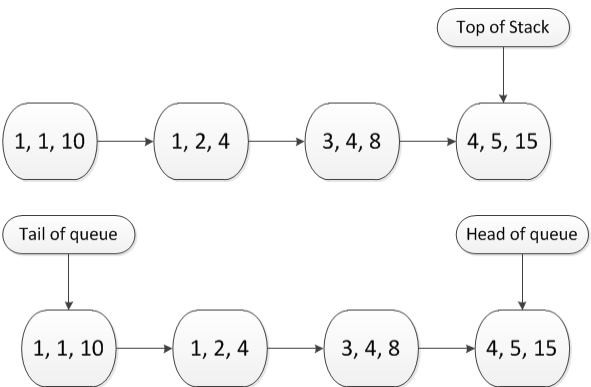 Top of Stack
1, 1, 10
1, 2, 4
3, 4, 8
4, 5, 15
Tail of queue
Head of queue
1, 1, 10
1, 2, 4
3, 4, 8
4, 5, 15